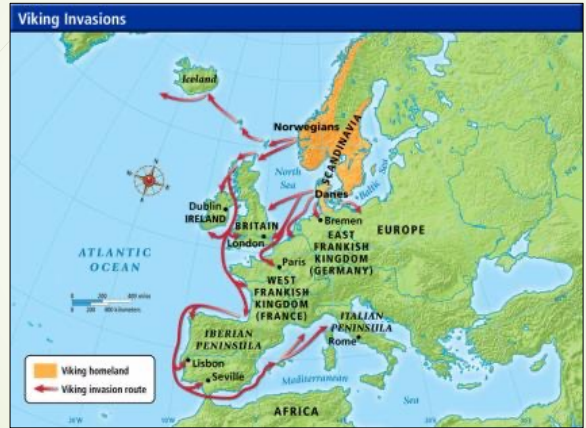 Viking Invasions
Iceland
Norwegians
SCANDINAVIA
North
Sea
Danes
Baltic Sea
Dublin
IRELAND
BRITAIN
London
Bremen
EUROPE
EAST
FRANKISH
KINGDOM
(GERMANY)
Paris
ATLANTIC
OCEAN
WEST
FRANKISH
KINGDOM
(FRANCE)
IBERIAN
PENINSULA
ITALIAN
PENINSULA
Rome
Lisbon
Seville
Mediterranean
Sea
AFRICA
Viking homeland
Viking invasion route